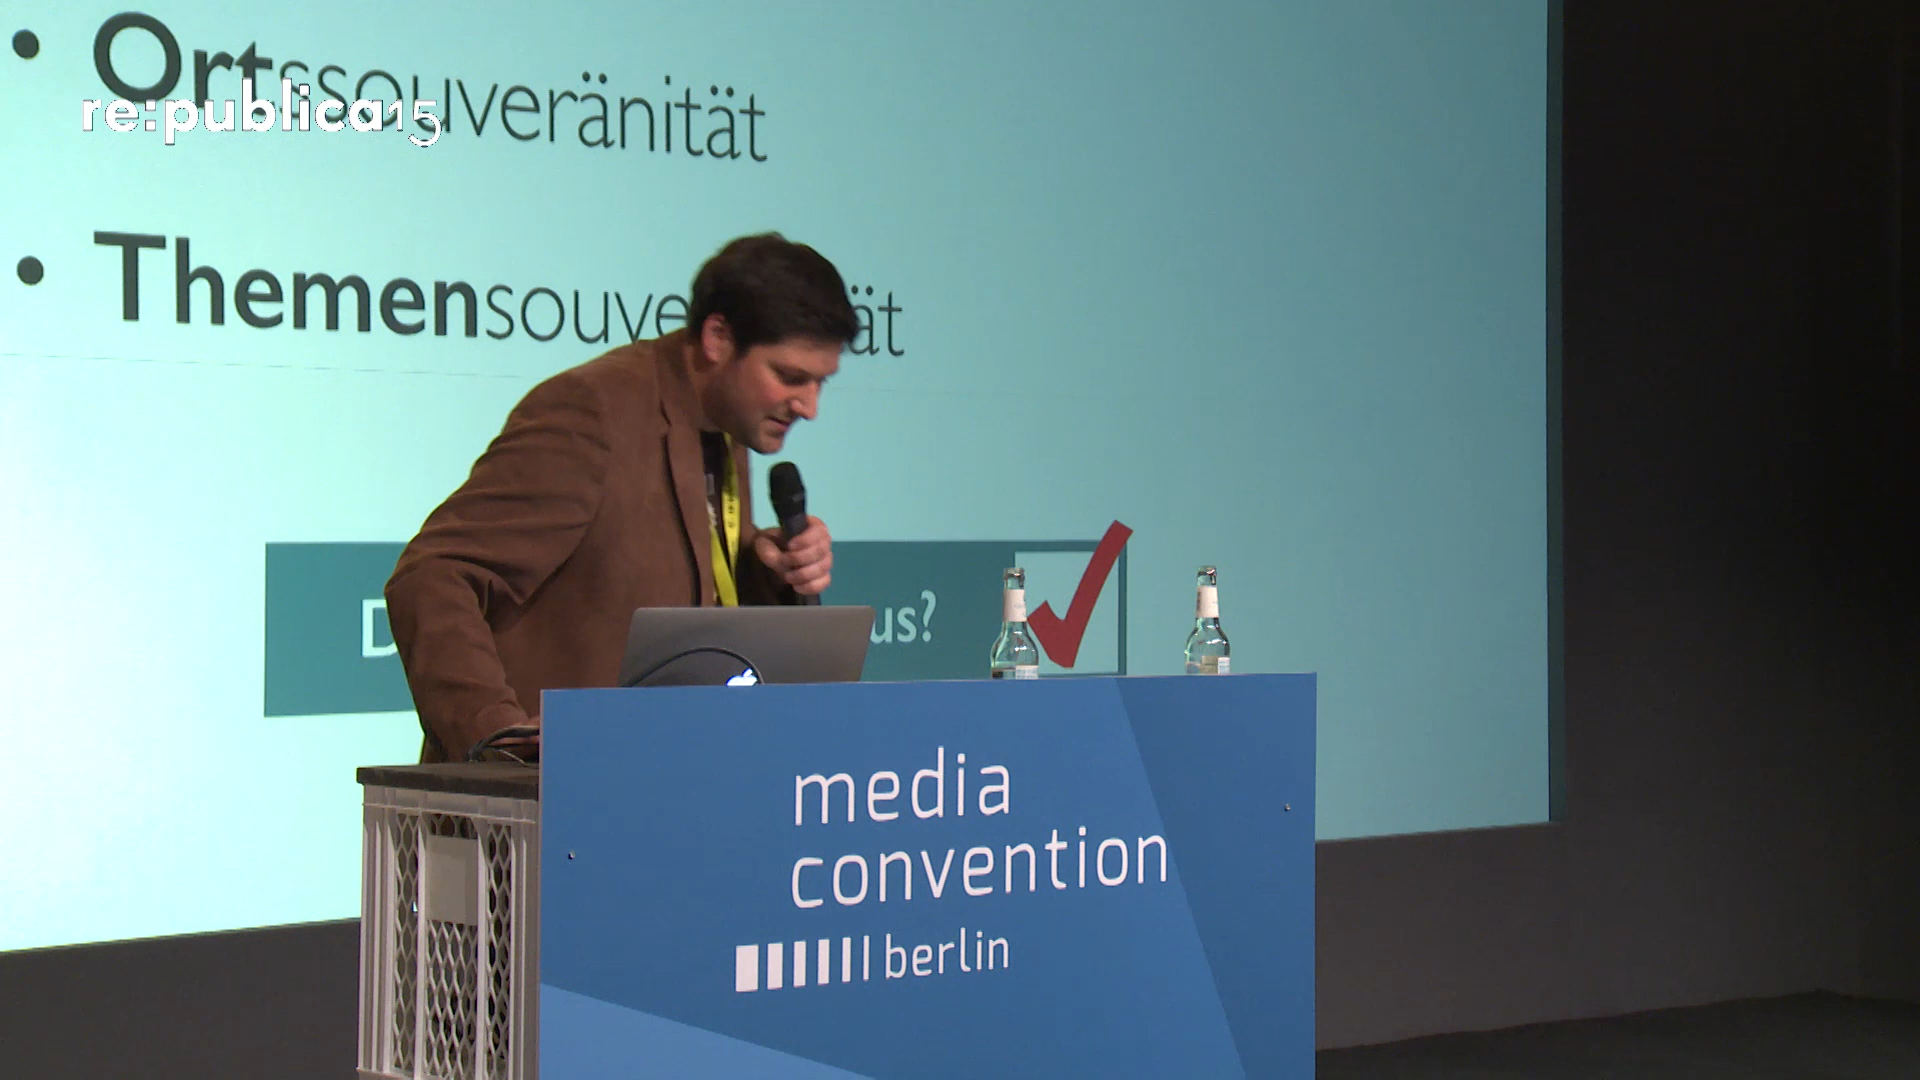 • Ortssouveränität
re:publica15
• Themensouve ät
us?
media
convention
berlin